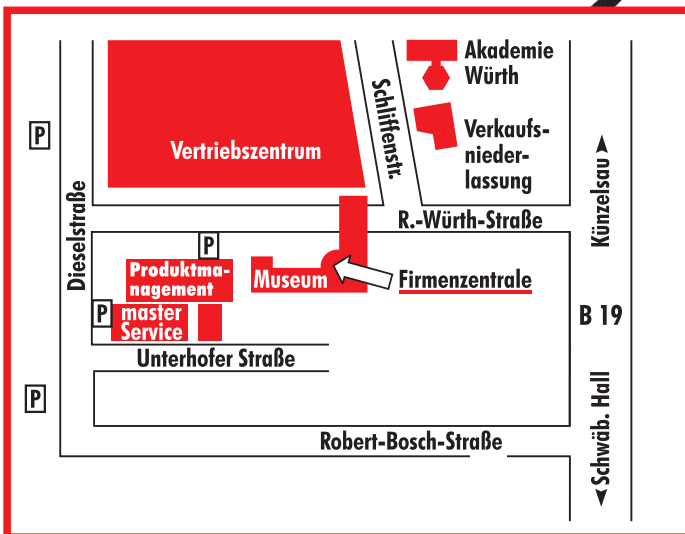 Akademie
Würth
Schliffenstr.
P
Vertriebszentrum
Verkaufs-
nieder-
lassung
Künzelsau
Dieselstraße
R.-Würth-Straße
P
Produktma-
nagement
Museum
Firmenzentrale
P
master
Service
B 19
Unterhofer Straße
P
Schwäb. Hall
Robert-Bosch-Straße